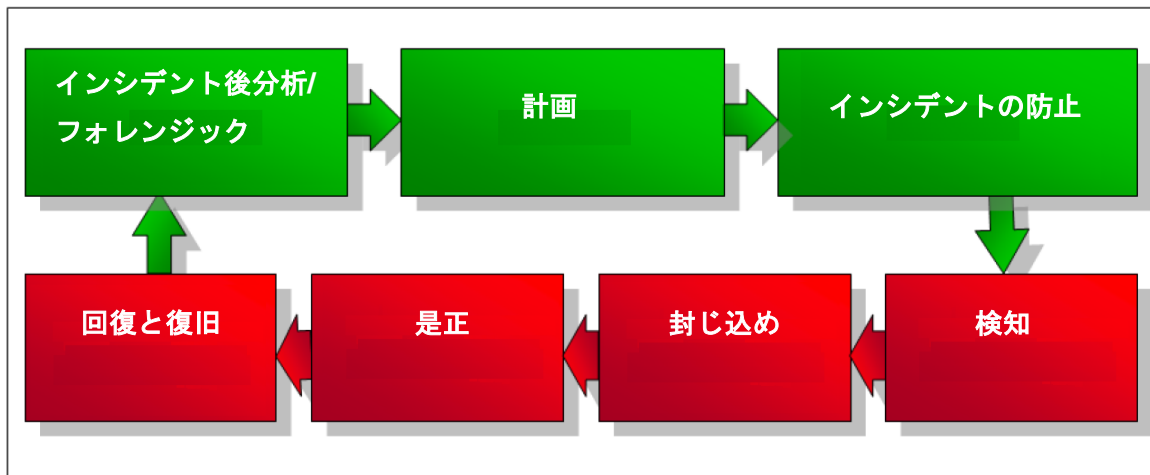 インシデント後分析/
フォレンジック
計画
インシデントの防止
回復と復旧
是正
封じ込め
検知